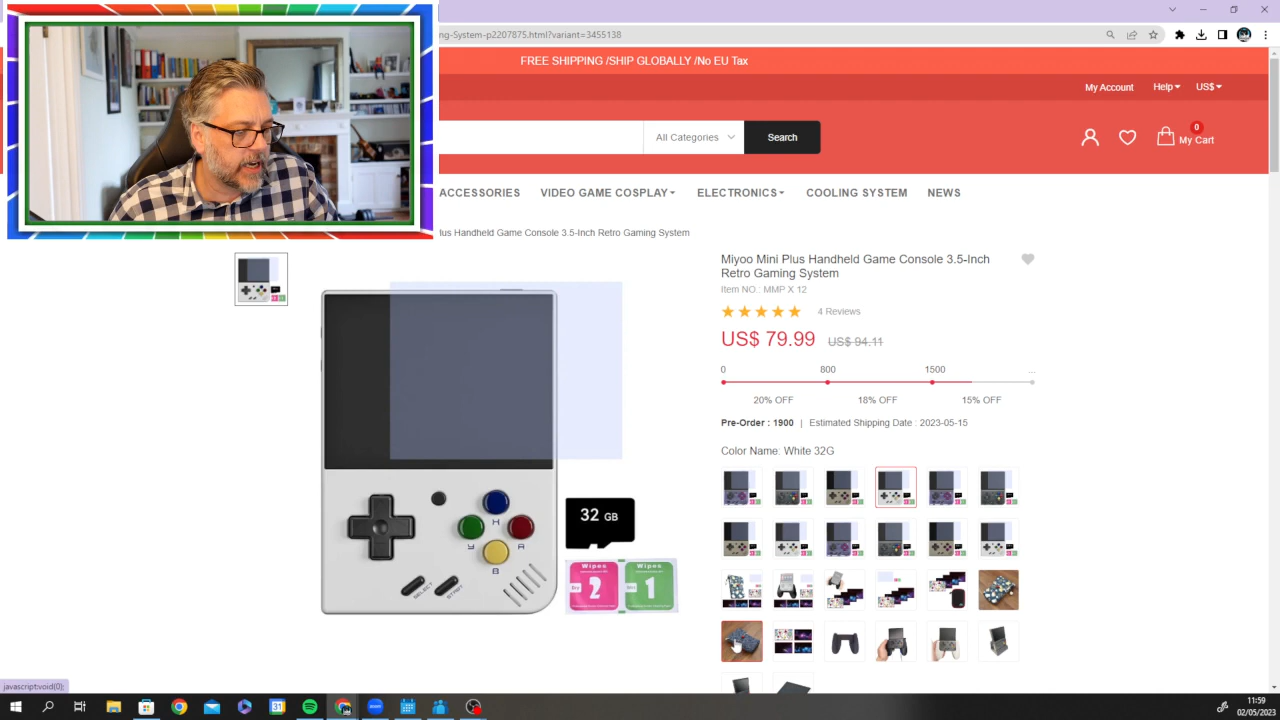 ng-System-p2207875.html?variant=3455138
FREE SHIPPING /SHIP GLOBALLY /No EU Tax
My Account Help US$
All Categories Search
0
My Cart
ACCESSORIES VIDEO GAME COSPLAY ELECTRONICS COOLING SYSTEM NEWS
lus Handheld Game Console 3.5-Inch Retro Gaming System
Miyoo Mini Plus Handheld Game Console 3.5-Inch
Retro Gaming System
Item NO.: MMP X 12
4 Reviews
US$ 79.99 US$ 94.11
0 800 1500 ...
20% OFF 18% OFF 15% OFF
Pre-Order : 1900 | Estimated Shipping Date : 2023-05-15
Color Name: White 32G
32 GB
H
Y A
B
SELECT START
Wipes Wipes
2 1
javascript:void(0);
31
zoom
11:59
02/05/2023